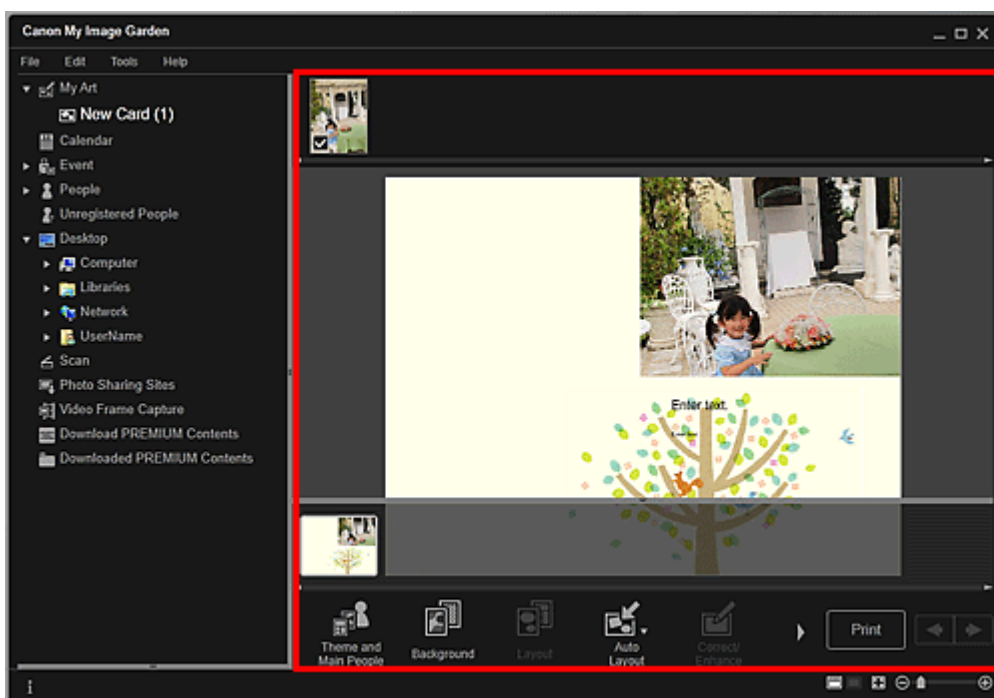 Canon My Image Garden
File Edit Tools Help
My Art
New Card (1)
Calendar
Event
People
Unregistered People
Desktop
Computer
Libraries
Network
UserName
Scan
Photo Sharing Sites
Video Frame Capture
Download PREMIUM Contents
Downloaded PREMIUM Contents
Enter text.
Theme and
Main People
Background
Layout
Auto
Layout
Correct/
Enhance
Print